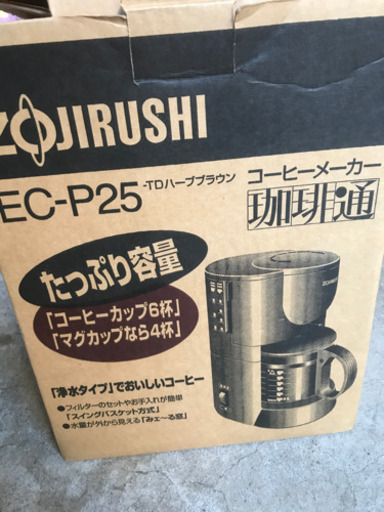 ZOJIRUSHI
EC-P25
-TDハーブブラウン
コーヒーメーカー
珈琲通
たっぷり容量
「コーヒーカップ6杯」
「マグカップなら4杯」
「浄水タイプ」でおいしいコーヒー
●フィルターのセットやお手入れが簡単
「スイングバスケット方式」
●水量が外から見える「みェ〜る窓」